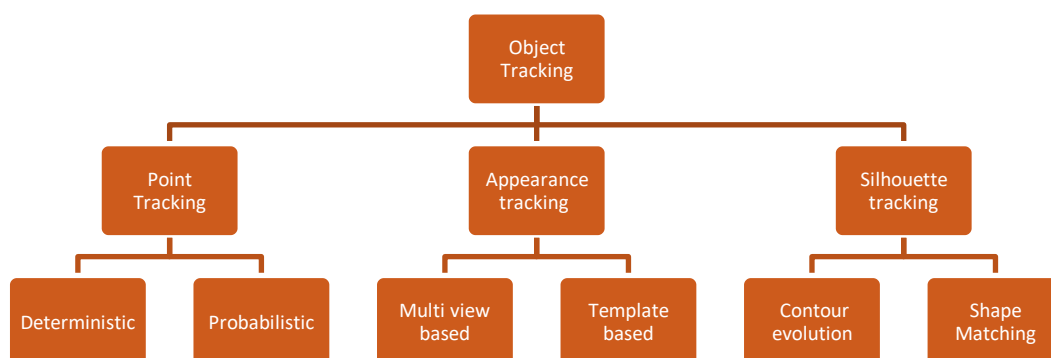 Object
Tracking
Point
Tracking
Appearance
tracking
Silhouette
tracking
Deterministic
Probabilistic
Multi view
based
Template
based
Contour
evolution
Shape
Matching